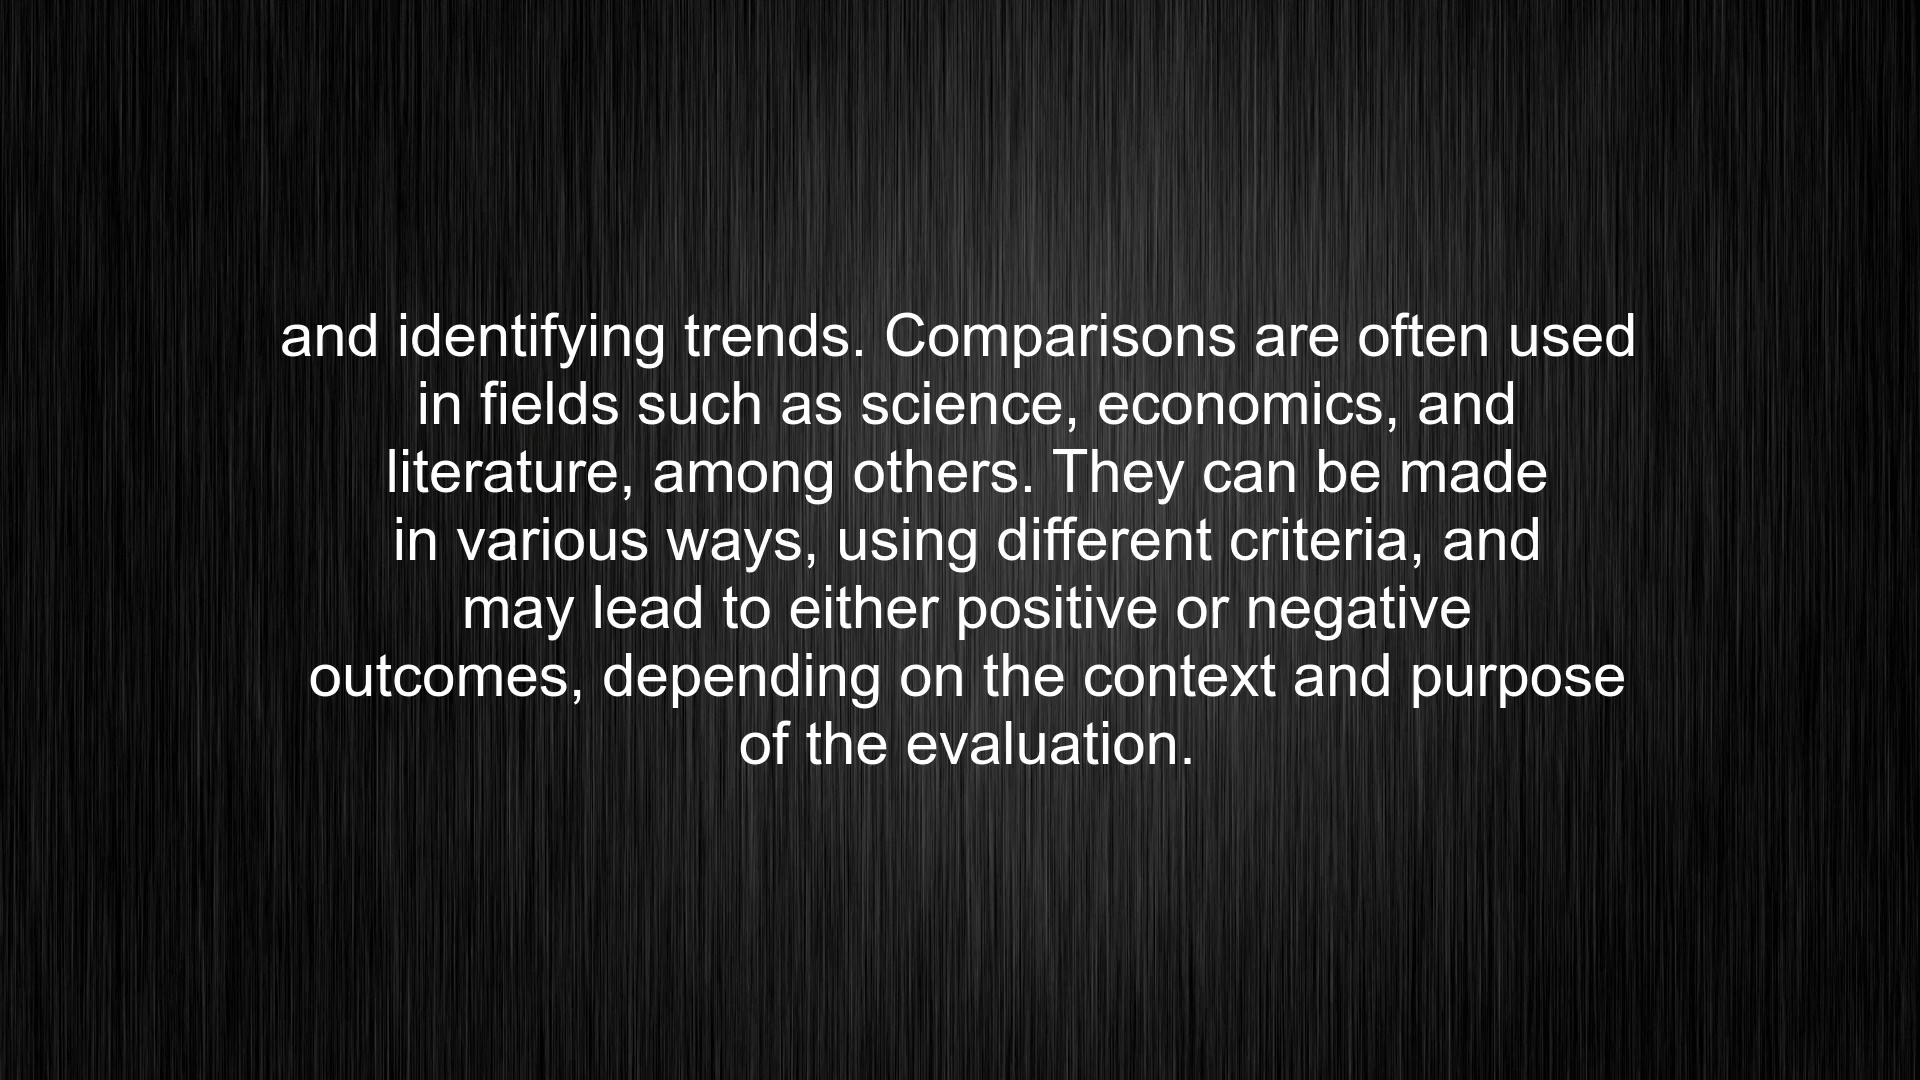 and identifying trends. Comparisons are often used
in fields such as science, economics, and
literature, among others. They can be made
in various ways, using different criteria, and
may lead to either positive or negative
outcomes, depending on the context and purpose
of the evaluation.